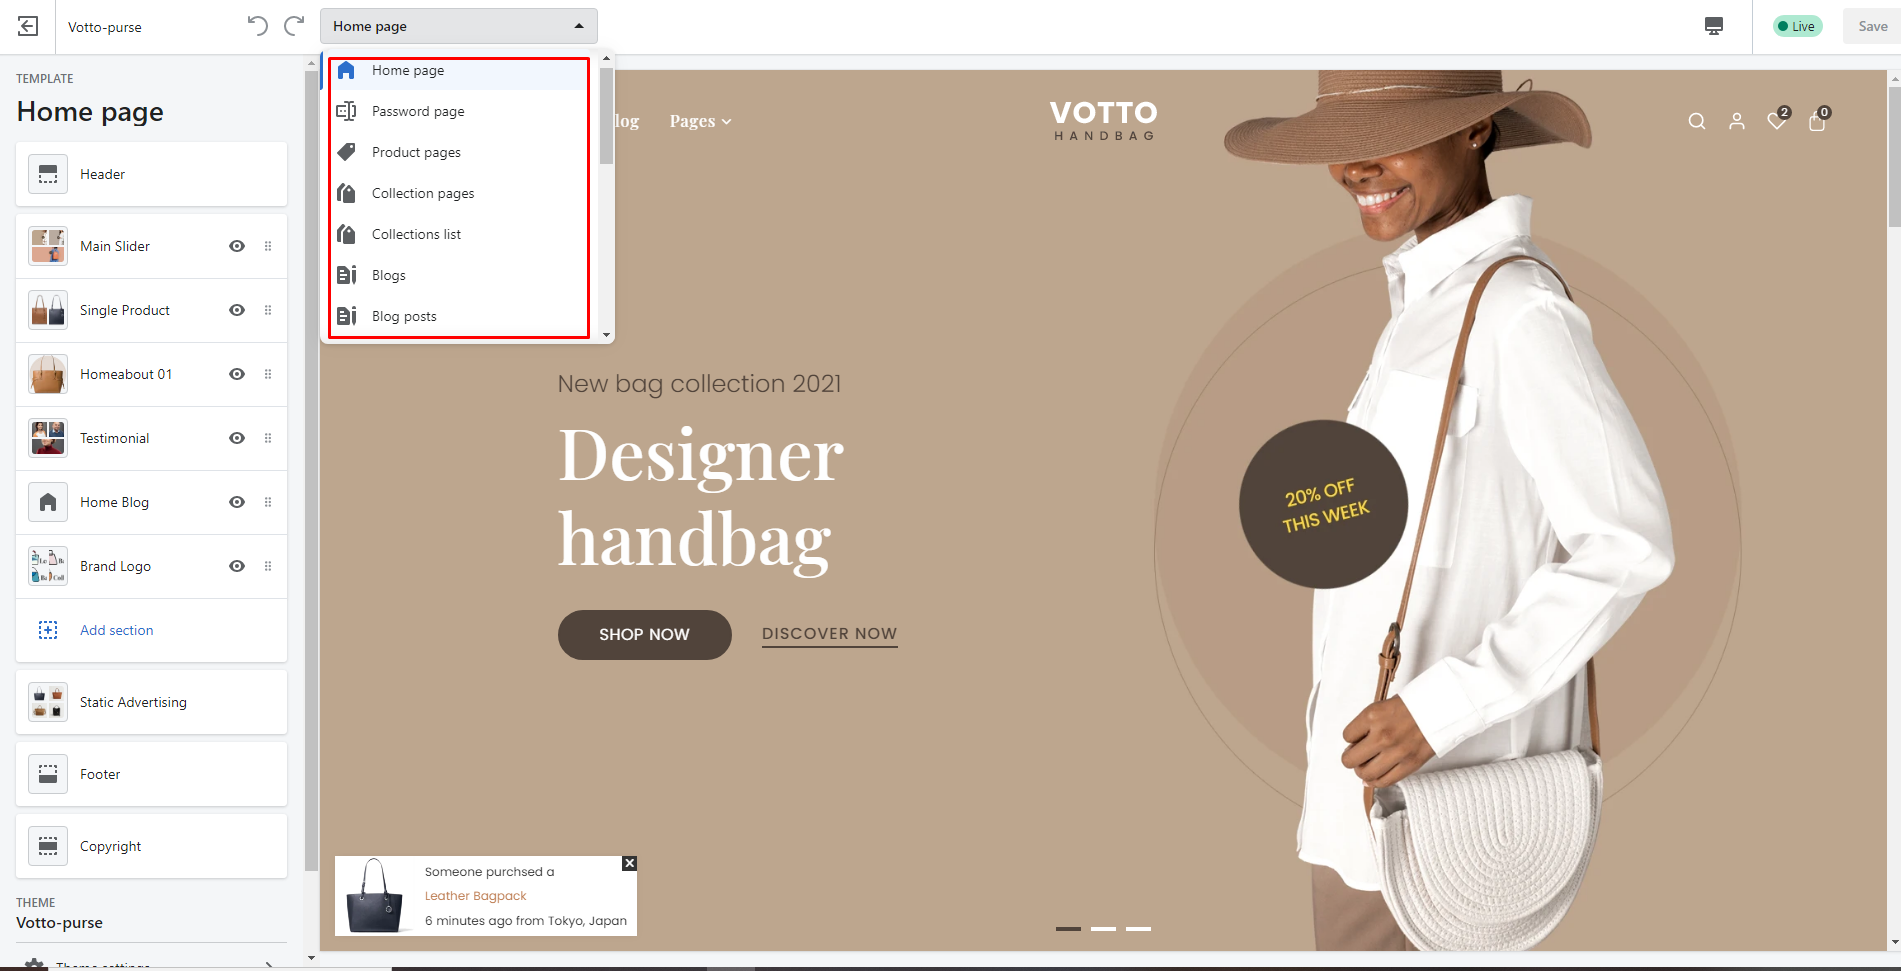 Votto-purse
Home page
Live
Save
TEMPLATE
Home page
Header
Main Slider
Single Product
Homeabout 01
Testimonial
Home Blog
Brand Logo
Add section
Static Advertising
Footer
Copyright
THEME
Votto-purse
Theme settings
Home page
Password page
Product pages
Collection pages
Collections list
Blogs
Blog posts
log
Pages
VOTTO
HANDBAG
2
0
New bag collection 2021
Designer
handbag
SHOP NOW
DISCOVER NOW
20% OFF
THIS WEEK
Someone purchsed a
Leather Bagpack
6 minutes ago from Tokyo, Japan